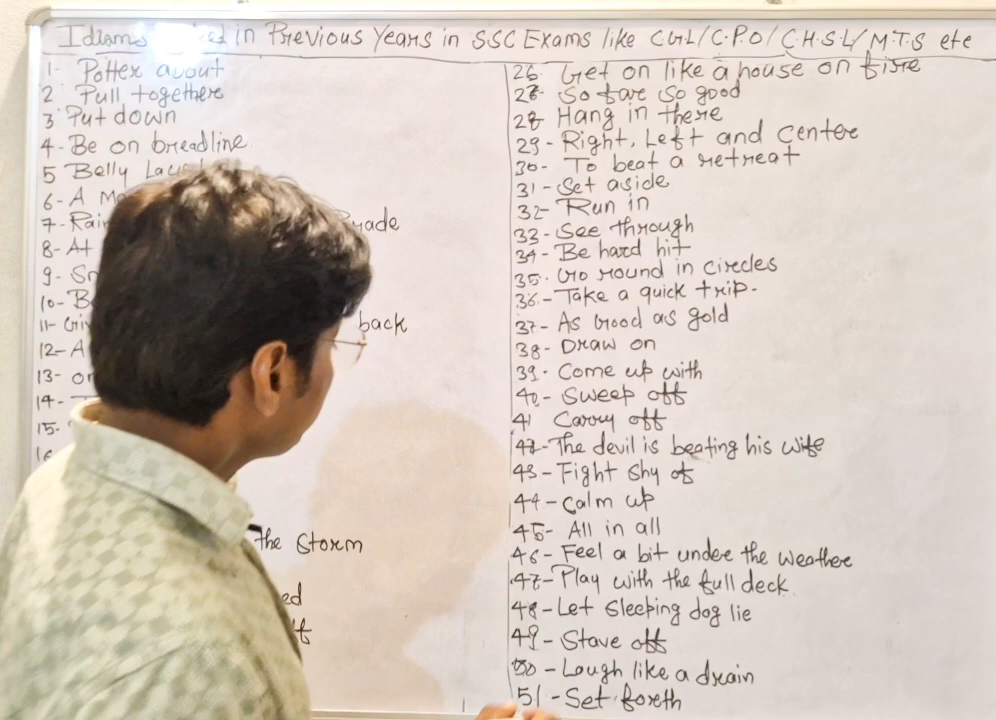 Idioms in Previous Years in SSC Exams like CGL/C.P.O/C.H.S.L/M.T.S etc
1- Potter about
2 Pull together
3 Put down
4- Be on breadline
5 Belly
6- A
7- Rain
8- At
9-
10-
11- back
12- A
13- on
14-
15-
the Storm
26- Get on like a house on fire
27- So far so good
28 Hang in there
29- Right, Left and center
30- To beat a retreat
31- Set aside
32- Run in
33- See through
34- Be hard hit
35- Go round in circles
36- Take a quick trip-
37- As Good as gold
38- Draw on
39- Come up with
40- Sweep off
41 Carry off
42- The devil is beating his wife
43- Fight shy of
44- Calm up
45- All in all
46- Feel a bit under the weather
47- Play with the full deck
48- Let Sleeping dog lie
49- Stave off
50- Laugh like a drain
51- Set forth